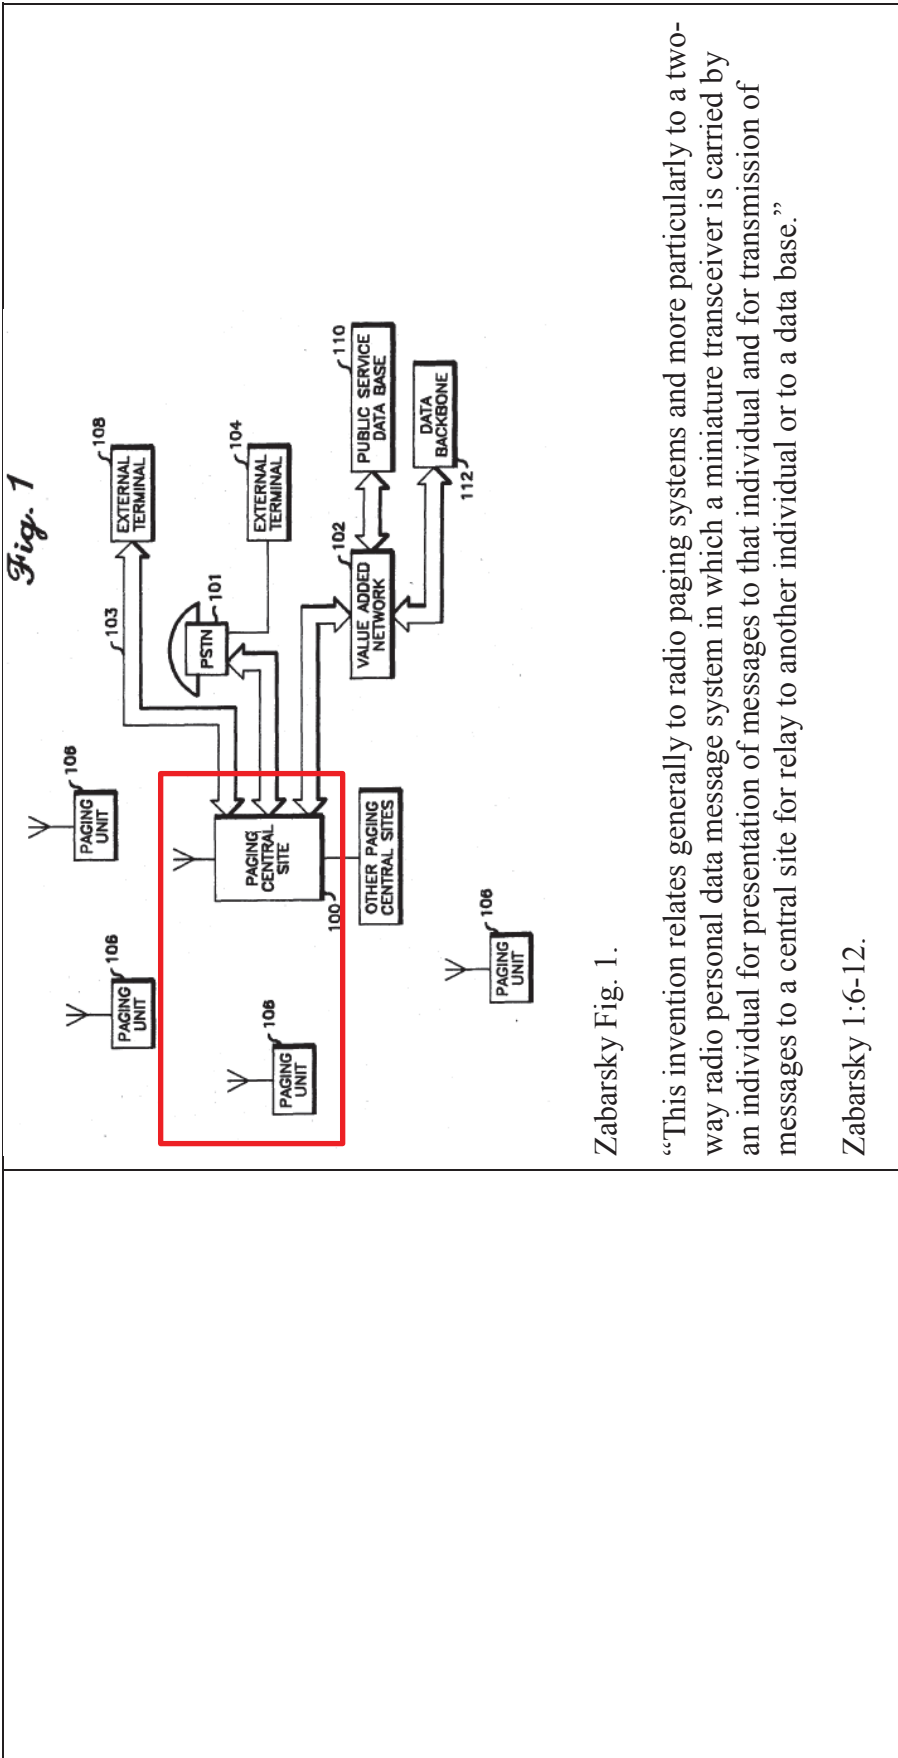 Fig. 1
106
PAGING
UNIT
106
PAGING
UNIT
106
PAGING
UNIT
106
PAGING
UNIT
PAGING
CENTRAL
SITE
100
OTHER PAGING
CENTRAL SITES
103
PSTN
101
EXTERNAL
TERMINAL
108
EXTERNAL
TERMINAL
104
VALUE ADDED
NETWORK
102
PUBLIC SERVICE
DATA BASE
110
DATA
BACKBONE
112
Zabarsky Fig. 1.
“This invention relates generally to radio paging systems and more particularly to a two-
way radio personal data message system in which a miniature transceiver is carried by
an individual for presentation of messages to that individual and for transmission of
messages to a central site for relay to another individual or to a data base.”
Zabarsky 1:6-12.